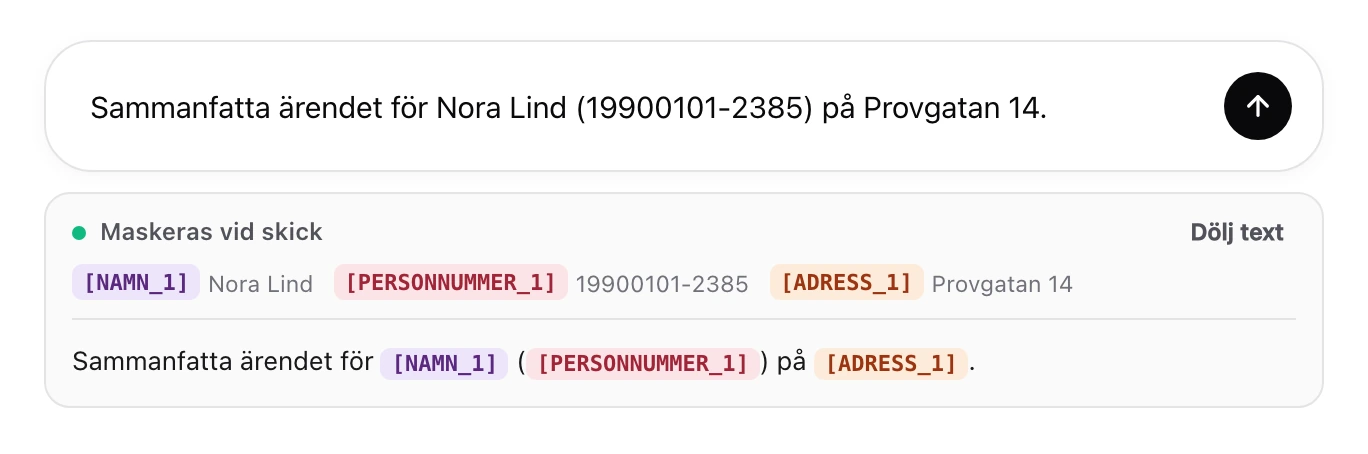 Sammanfatta ärendet för Nora Lind (19900101-2385) på Provgatan 14.
Maskeras vid skick Dölj text
[NAMN_1] Nora Lind [PERSONNUMMER_1] 19900101-2385 [ADRESS_1] Provgatan 14
Sammanfatta ärendet för [NAMN_1] ([PERSONNUMMER_1]) på [ADRESS_1].